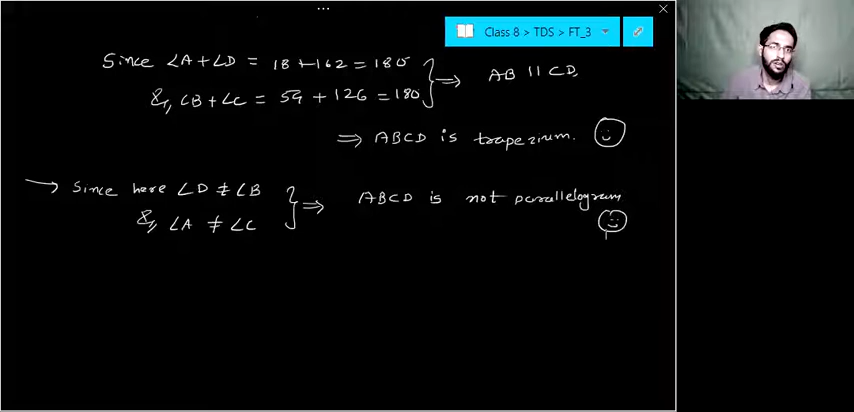 ...
Class 8 > TDS > FT_3
Since ∠A+∠D = 18+162 = 180
&, ∠B+∠C = 54 + 126 = 180
⟹ AB || CD,
⟹ ABCD is trapezium.
→ Since here ∠D ≠ ∠B
&, ∠A ≠ ∠C
⟹ ABCD is not parallelogram